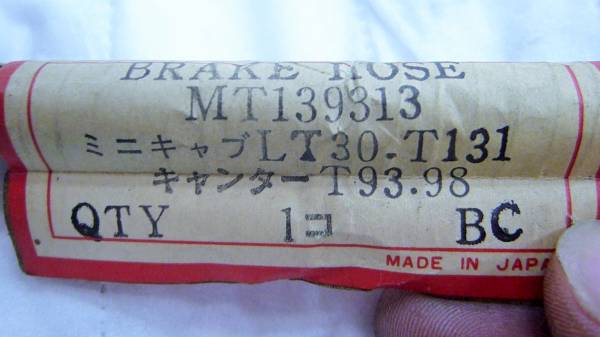 BRAKE HOSE
MT139313
ミニキャブLT30.T131
キャンターT93.98
QTY 1コ BC
MADE IN JAPAN